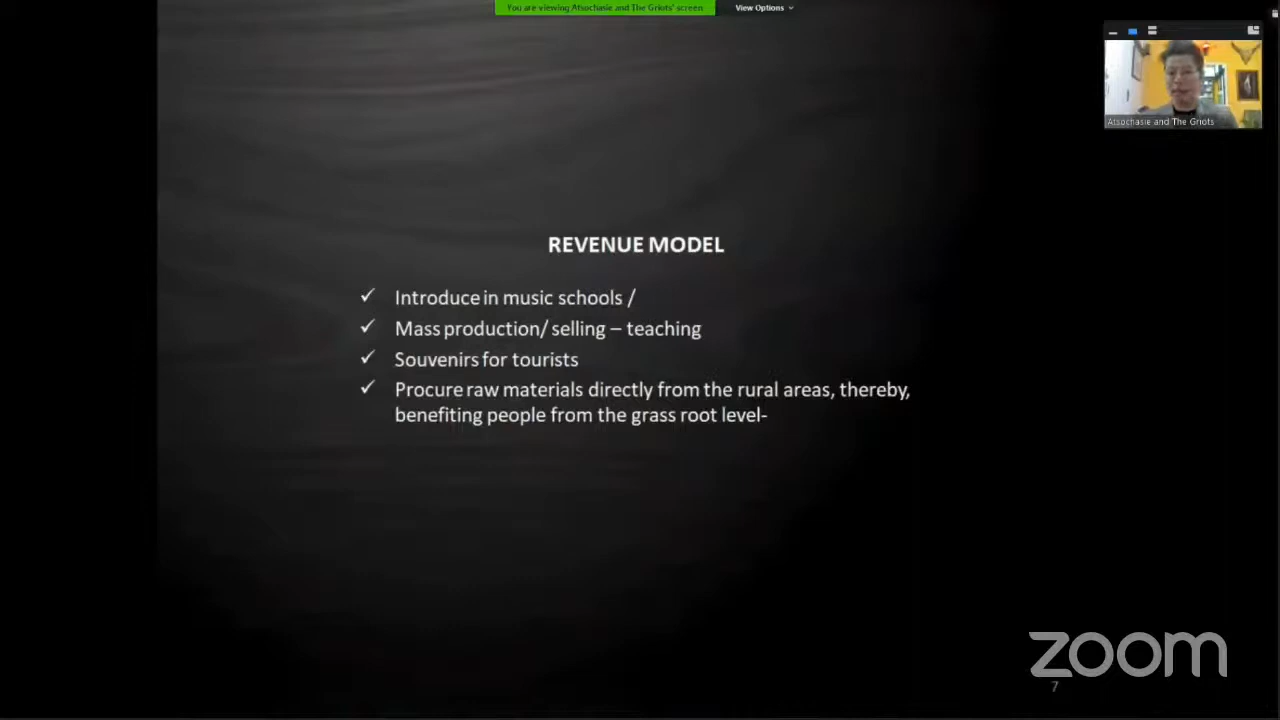 You are viewing Atsochasie and The Griots' screen
View Options
Atsochasie and The Griots
REVENUE MODEL
Introduce in music schools /
Mass production/ selling – teaching
Souvenirs for tourists
Procure raw materials directly from the rural areas, thereby,
benefiting people from the grass root level-
zoom
7